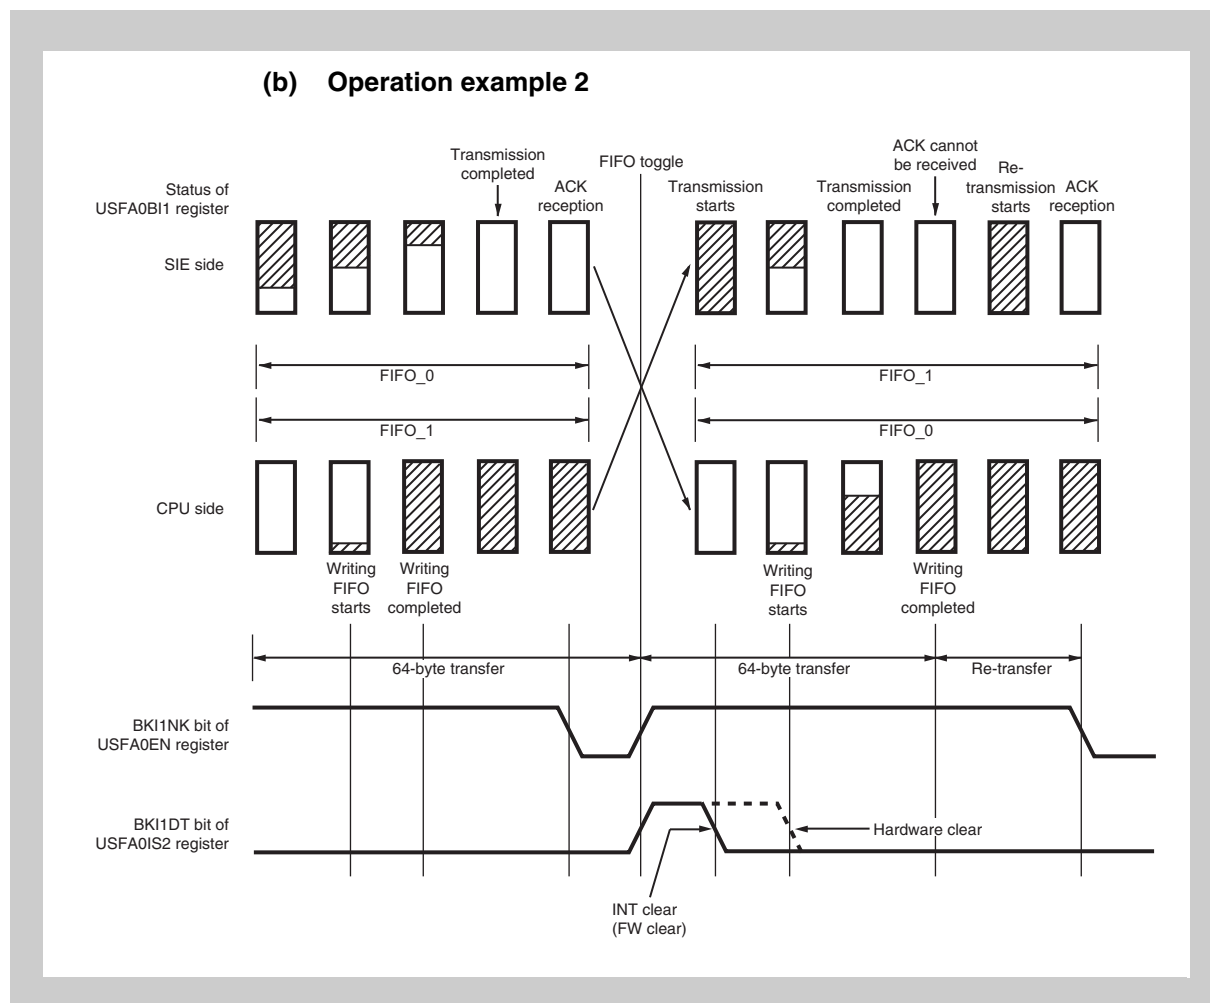 (b) Operation example 2
Status of
USFA0BI1 register
Transmission
completed
ACK
reception
FIFO toggle
Transmission
starts
Transmission
completed
ACK cannot
be received
Re-
transmission
starts
ACK
reception
SIE side
FIFO_0
FIFO_1
FIFO_1
FIFO_0
CPU side
Writing
FIFO
starts
Writing
FIFO
completed
Writing
FIFO
starts
Writing
FIFO
completed
64-byte transfer
64-byte transfer
Re-transfer
BKI1NK bit of
USFA0EN register
BKI1DT bit of
USFA0IS2 register
Hardware clear
INT clear
(FW clear)